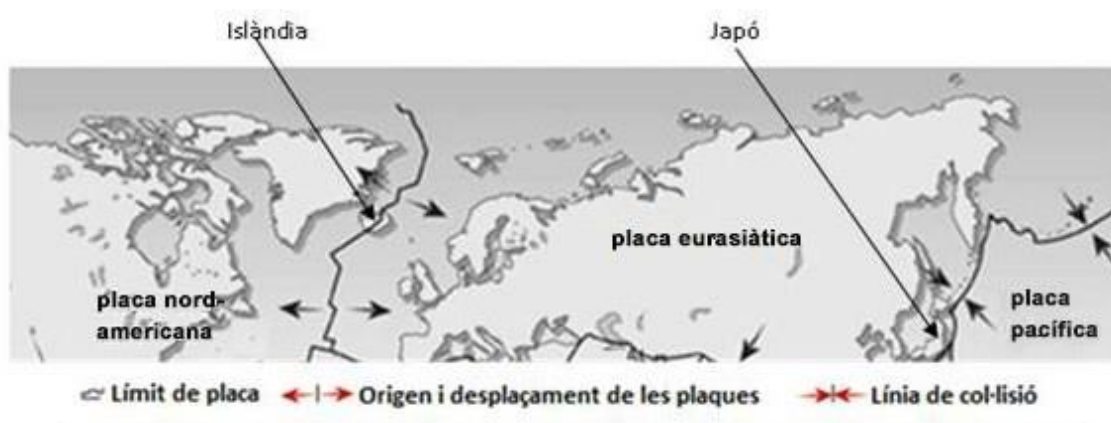 Islàndia
Japó
placa eurasiàtica
placa nord-
americana
placa
pacífica
Límit de placa
Origen i desplaçament de les plaques
Línia de col·lisió